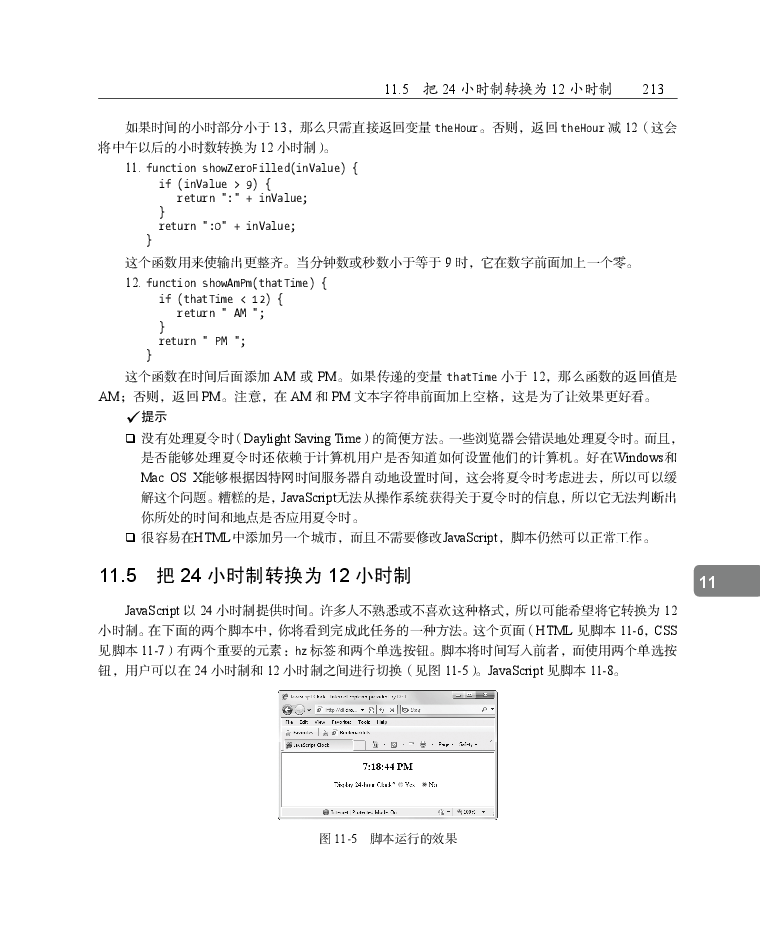 11.5 把 24 小时制转换为 12 小时制 213
如果时间的小时部分小于 13，那么只需直接返回变量 theHour。否则，返回 theHour 减 12（这会
将中午以后的小时数转换为 12 小时制）。
11. function showZeroFilled(inValue) {
if (inValue > 9) {
return ":" + inValue;
}
return ":0" + inValue;
}
这个函数用来使输出更整齐。当分钟数或秒数小于等于 9 时，它在数字前面加上一个零。
12. function showAmPm(thatTime) {
if (thatTime < 12) {
return " AM ";
}
return " PM ";
}
这个函数在时间后面添加 AM 或 PM。如果传递的变量 thatTime 小于 12，那么函数的返回值是
AM；否则，返回 PM。注意，在 AM 和 PM 文本字符串前面加上空格，这是为了让效果更好看。
✓提示
❑ 没有处理夏令时（Daylight Saving Time）的简便方法。一些浏览器会错误地处理夏令时。而且，
是否能够处理夏令时还依赖于计算机用户是否知道如何设置他们的计算机。好在Windows和
Mac OS X能够根据因特网时间服务器自动地设置时间，这会将夏令时考虑进去，所以可以缓
解这个问题。糟糕的是，JavaScript无法从操作系统获得关于夏令时的信息，所以它无法判断出
你所处的时间和地点是否应用夏令时。
❑ 很容易在HTML中添加另一个城市，而且不需要修改JavaScript，脚本仍然可以正常工作。
11.5 把 24 小时制转换为 12 小时制
11
JavaScript 以 24 小时制提供时间。许多人不熟悉或不喜欢这种格式，所以可能希望将它转换为 12
小时制。在下面的两个脚本中，你将看到完成此任务的一种方法。这个页面（HTML 见脚本 11-6，CSS
见脚本 11-7）有两个重要的元素：hz 标签和两个单选按钮。脚本将时间写入前者，而使用两个单选按
钮，用户可以在 24 小时制和 12 小时制之间进行切换（见图 11-5）。JavaScript 见脚本 11-8。
File Edit View Favorites Tools Help
Favorites
JavaScript Clock Page Safety
7:18:44 PM
Display 24-hour Clock? Yes No
图 11-5 脚本运行的效果